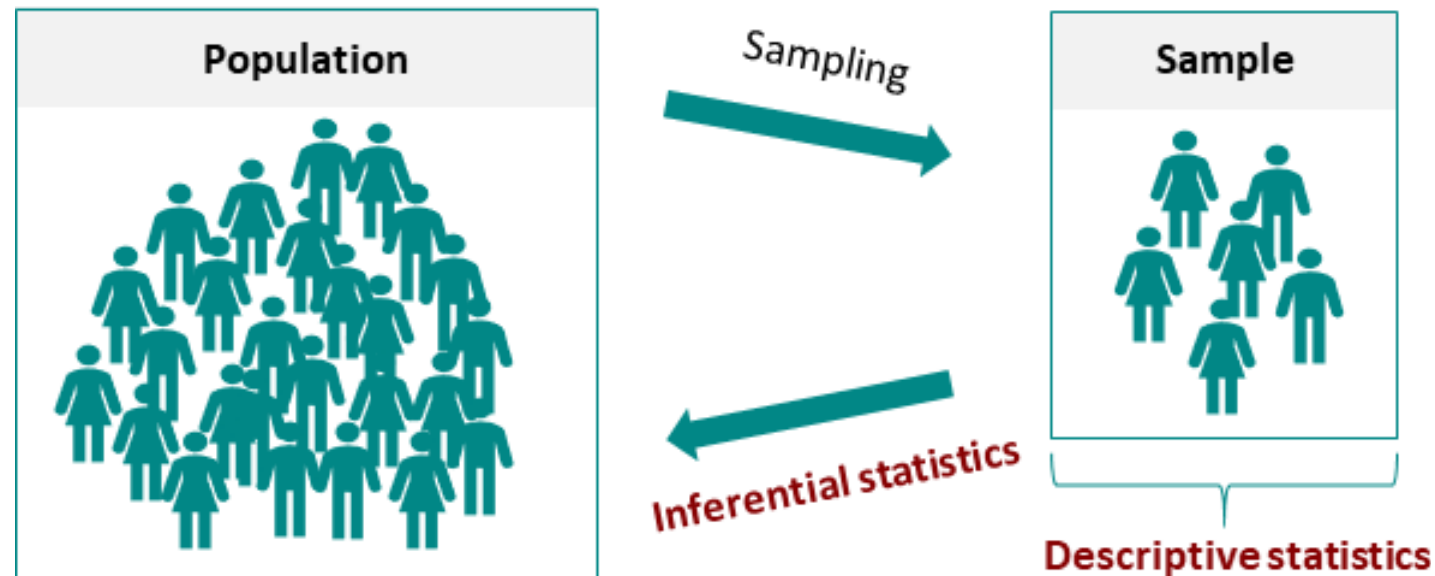 Population
Sampling
Sample
Inferential statistics
Descriptive statistics